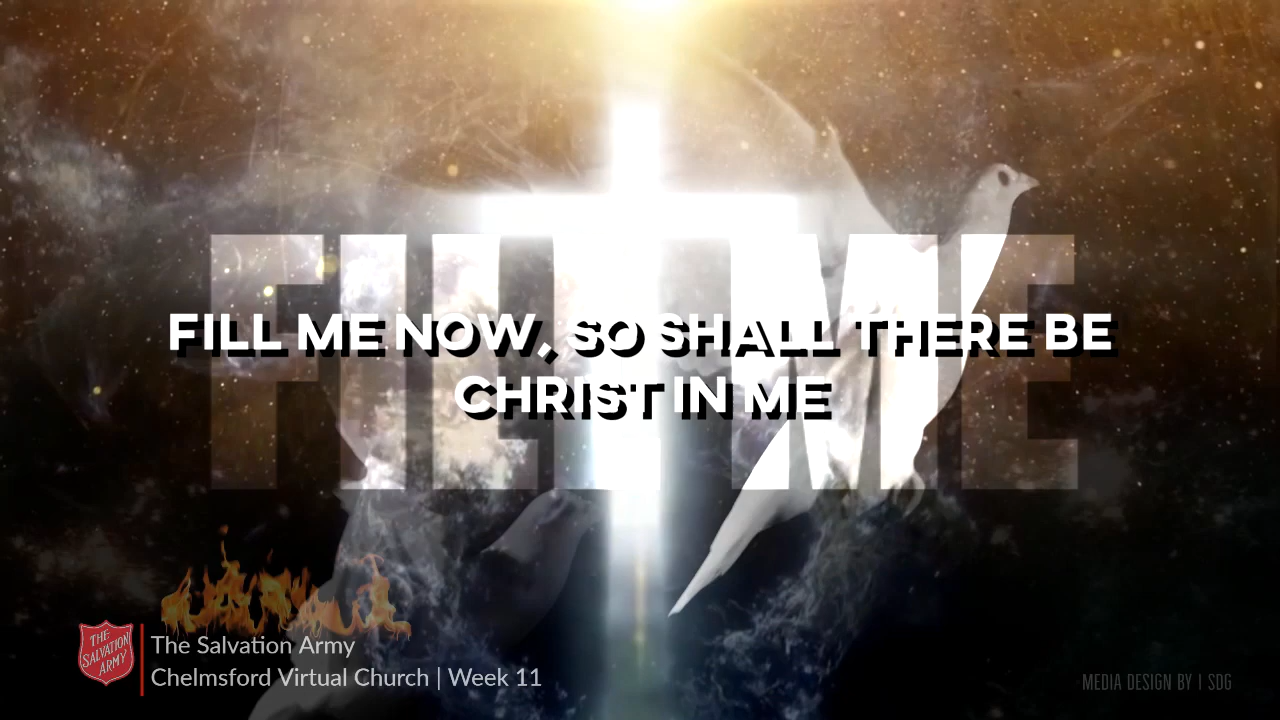 FILL ME
FILL ME NOW, SO SHALL THERE BE
CHRIST IN ME
THE
SALVATION
ARMY
The Salvation Army
Chelmsford Virtual Church | Week 11
MEDIA DESIGN BY | SDG